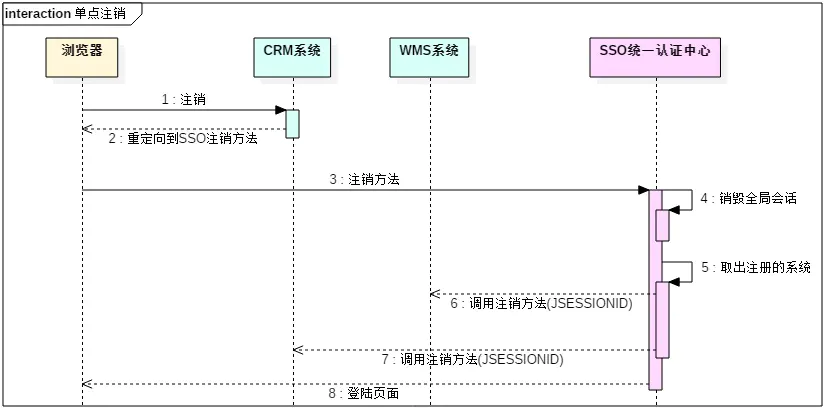 interaction 单点注销
浏览器
CRM系统
WMS系统
SSO统一认证中心
1 : 注销
2 : 重定向到SSO注销方法
3 : 注销方法
4 : 销毁全局会话
5 : 取出注册的系统
6 : 调用注销方法(JSESSIONID)
7 : 调用注销方法(JSESSIONID)
8 : 登陆页面